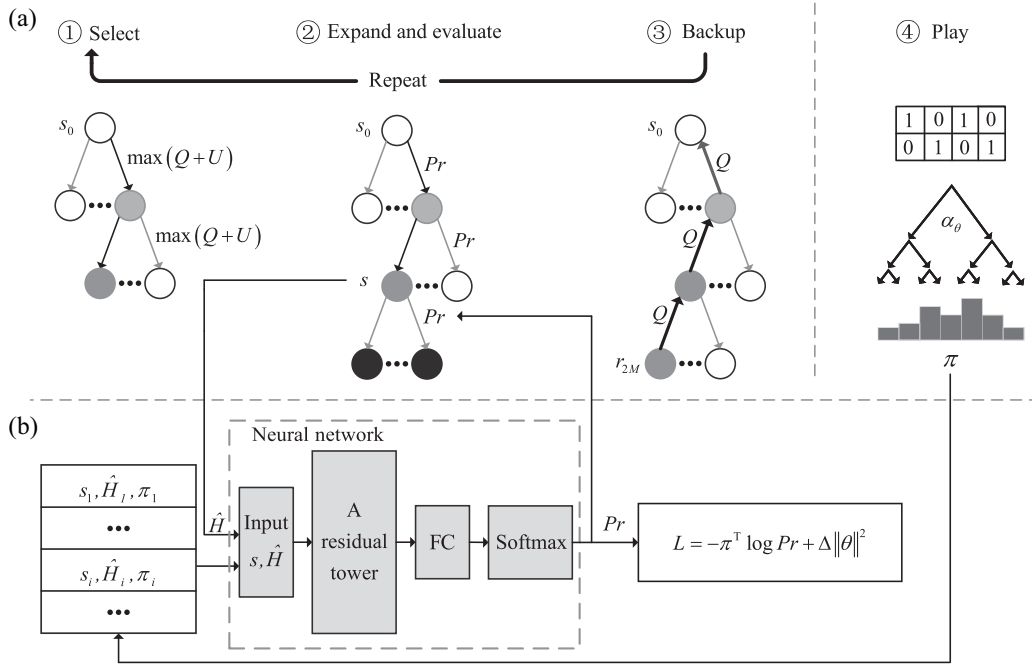 (a)
① Select
② Expand and evaluate
③ Backup
④ Play
Repeat
s₀
max(Q+U)
max(Q+U)
s₀
Pr
Pr
s
Pr
s₀
Q
Q
Q
r₂M
1 0 1 0
0 1 0 1
αθ
π
(b)
Neural network
s₁, Ĥ₁, π₁
•••
sᵢ, Ĥᵢ, πᵢ
•••
Ĥ
Input
s, Ĥ
A
residual
tower
FC
Softmax
Pr
L = −πᵀ log Pr + Δ‖θ‖²